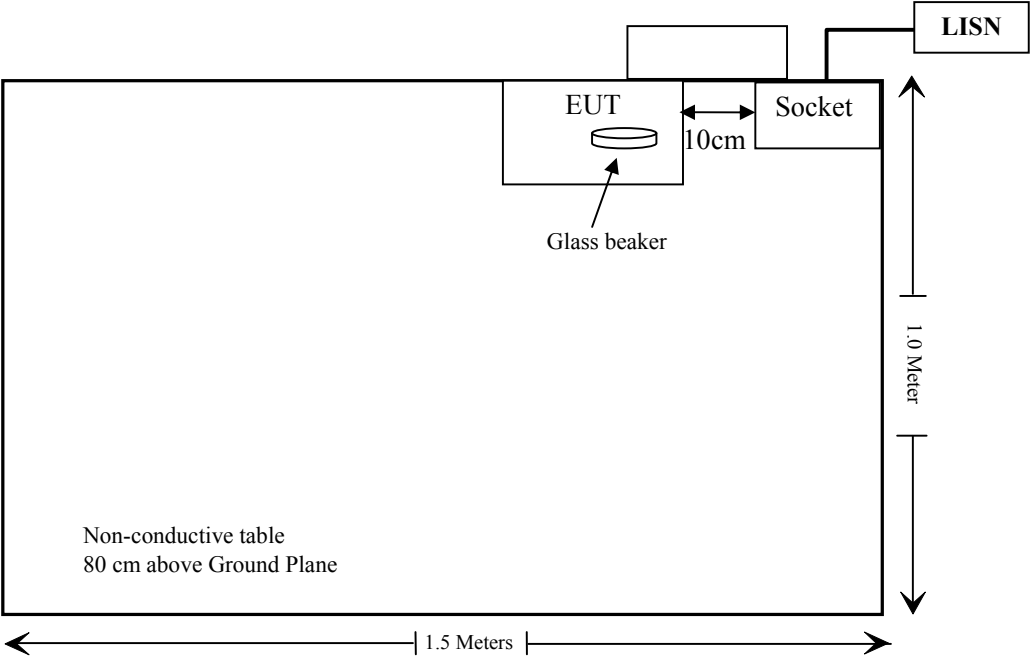 LISN
EUT
Socket
10cm
Glass beaker
1.0 Meter
Non-conductive table
80 cm above Ground Plane
1.5 Meters